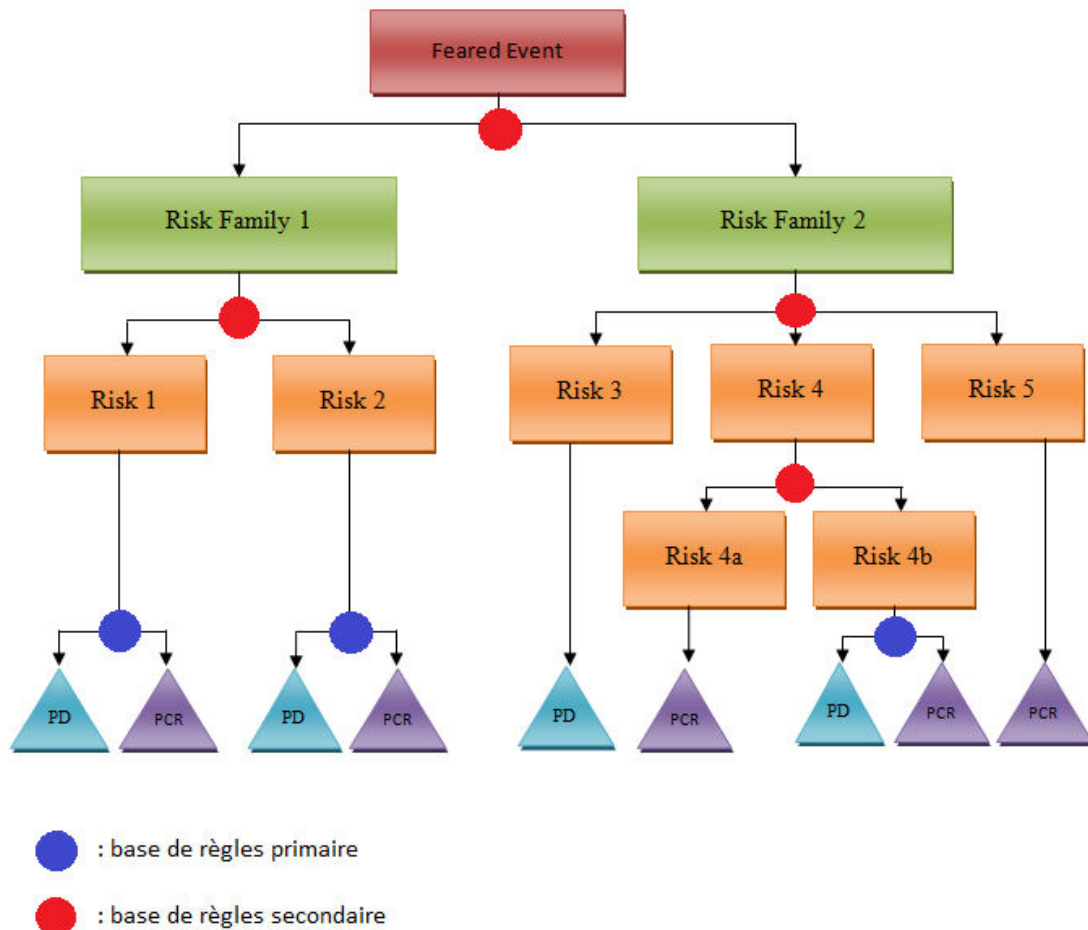 Feared Event
Risk Family 1
Risk Family 2
Risk 1
Risk 2
Risk 3
Risk 4
Risk 5
Risk 4a
Risk 4b
PD
PCR
PD
PCR
PD
PCR
PD
PCR
PCR
: base de règles primaire
: base de règles secondaire